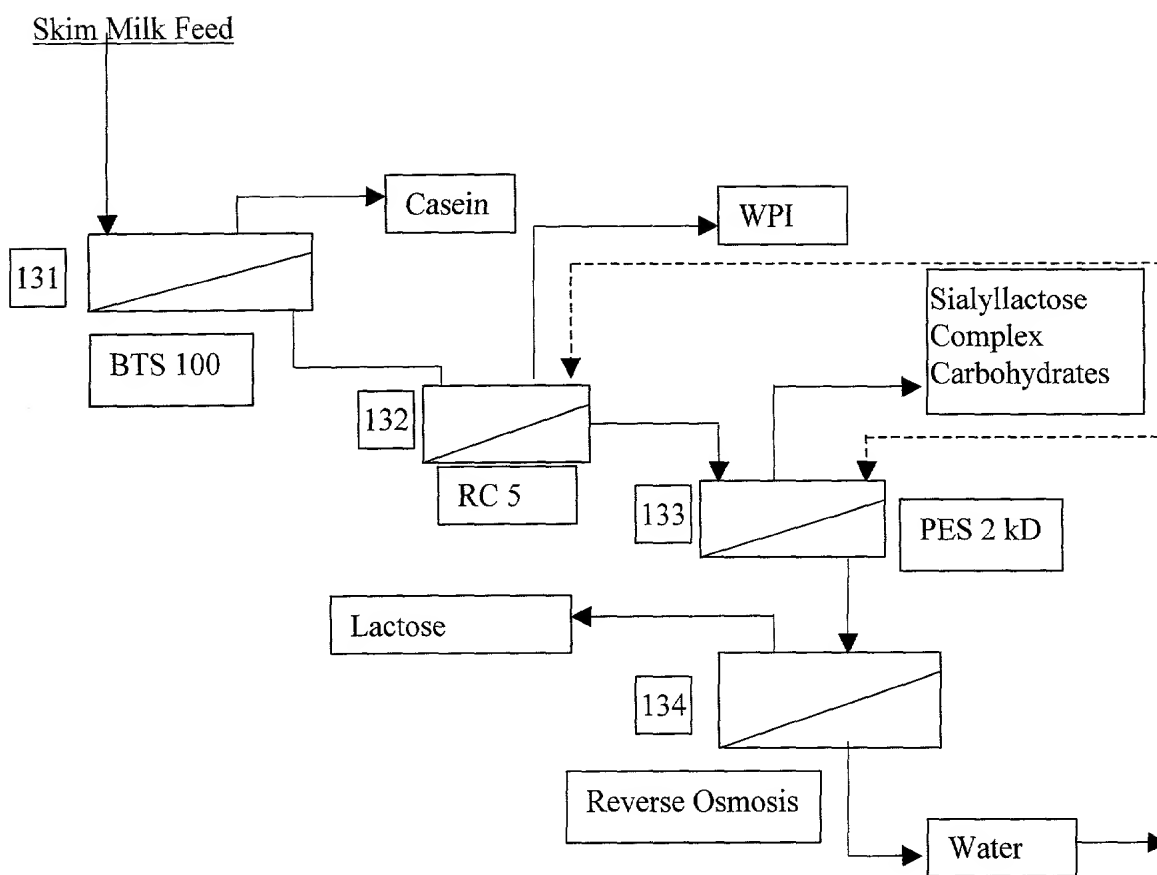 Skim Milk Feed
Casein
WPI
131
Sialyllactose
Complex
Carbohydrates
BTS 100
132
RC 5
133
PES 2 kD
Lactose
134
Reverse Osmosis
Water